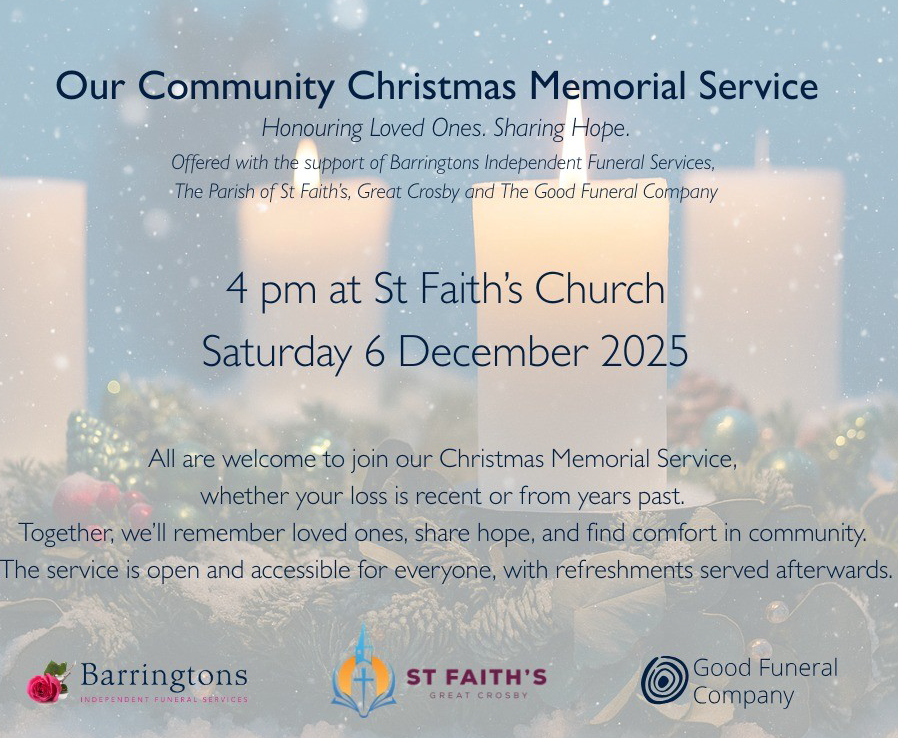 Our Community Christmas Memorial Service
Honouring Loved Ones. Sharing Hope.
Offered with the support of Barringtons Independent Funeral Services,
The Parish of St Faith's, Great Crosby and The Good Funeral Company
4 pm at St Faith's Church
Saturday 6 December 2025
All are welcome to join our Christmas Memorial Service,
whether your loss is recent or from years past.
Together, we'll remember loved ones, share hope, and find comfort in community.
The service is open and accessible for everyone, with refreshments served afterwards.
Barringtons
INDEPENDENT FUNERAL SERVICES
ST FAITH'S
GREAT CROSBY
Good Funeral
Company